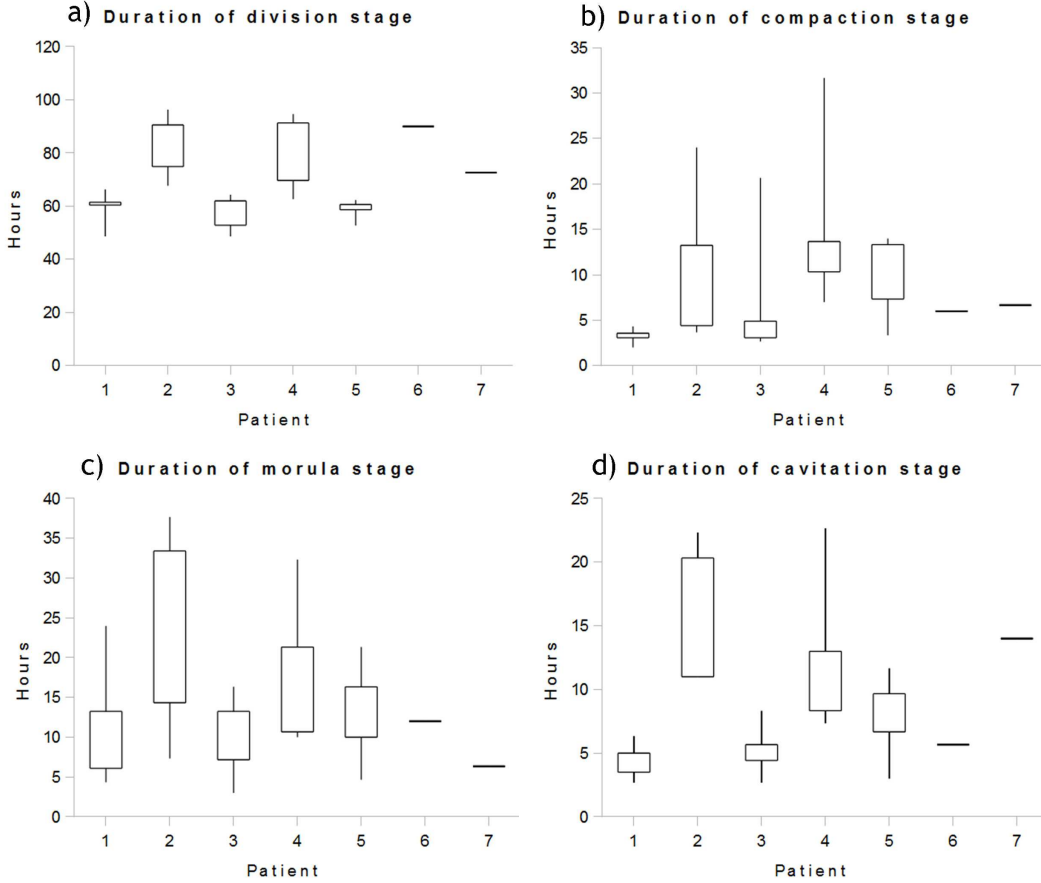 a) Duration of division stage
120
100
80
60
40
20
0
Hours
1 2 3 4 5 6 7
Patient
b) Duration of compaction stage
35
30
25
20
15
10
5
0
Hours
1 2 3 4 5 6 7
Patient
c) Duration of morula stage
40
35
30
25
20
15
10
5
0
Hours
1 2 3 4 5 6 7
Patient
d) Duration of cavitation stage
25
20
15
10
5
0
Hours
1 2 3 4 5 6 7
Patient